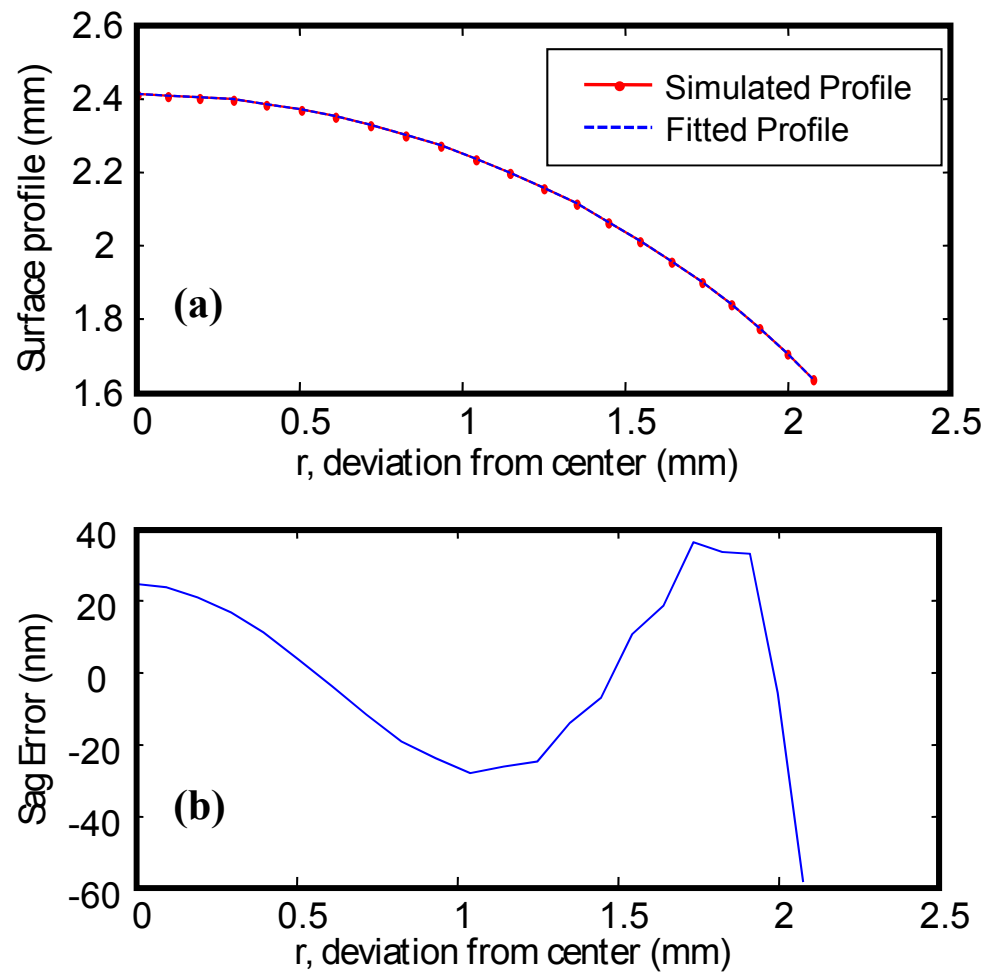 2.6
2.4
2.2
2
1.8
1.6
Surface profile (mm)
Simulated Profile
Fitted Profile
(a)
0 0.5 1 1.5 2 2.5
r, deviation from center (mm)
40
20
0
-20
-40
-60
Sag Error (nm)
(b)
0 0.5 1 1.5 2 2.5
r, deviation from center (mm)